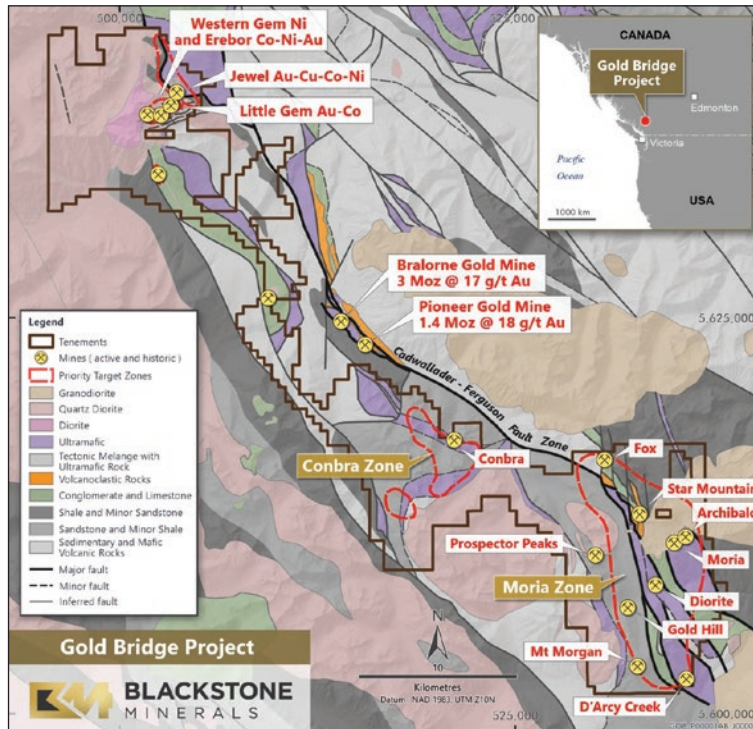 500,000
525,000
Western Gem Ni
and Erebor Co-Ni-Au
Jewel Au-Cu-Co-Ni
Little Gem Au-Co
CANADA
Gold Bridge
Project
Edmonton
Victoria
Pacific
Ocean
USA
1000 km
Bralorne Gold Mine
3 Moz @ 17 g/t Au
Pioneer Gold Mine
1.4 Moz @ 18 g/t Au
5,625,000
Cadwallader - Ferguson Fault Zone
Legend
Tenements
Mines (active and historic)
Priority Target Zones
Granodiorite
Quartz Diorite
Diorite
Ultramafic
Tectonic Melange with
Ultramafic Rock
Volcanoclastic Rocks
Conglomerate and Limestone
Shale and Minor Sandstone
Sandstone and Minor Shale
Sedimentary and Mafic
Volcanic Rocks
Major fault
Minor fault
Inferred fault
Conbra Zone
Conbra
Fox
Star Mountain
Archibald
Prospector Peaks
Moria
Moria Zone
Diorite
Gold Hill
Mt Morgan
D'Arcy Creek
N
10
Kilometres
Datum: NAD 1983, UTM Z10N
Gold Bridge Project
BM BLACKSTONE
MINERALS
525,000
5,600,000